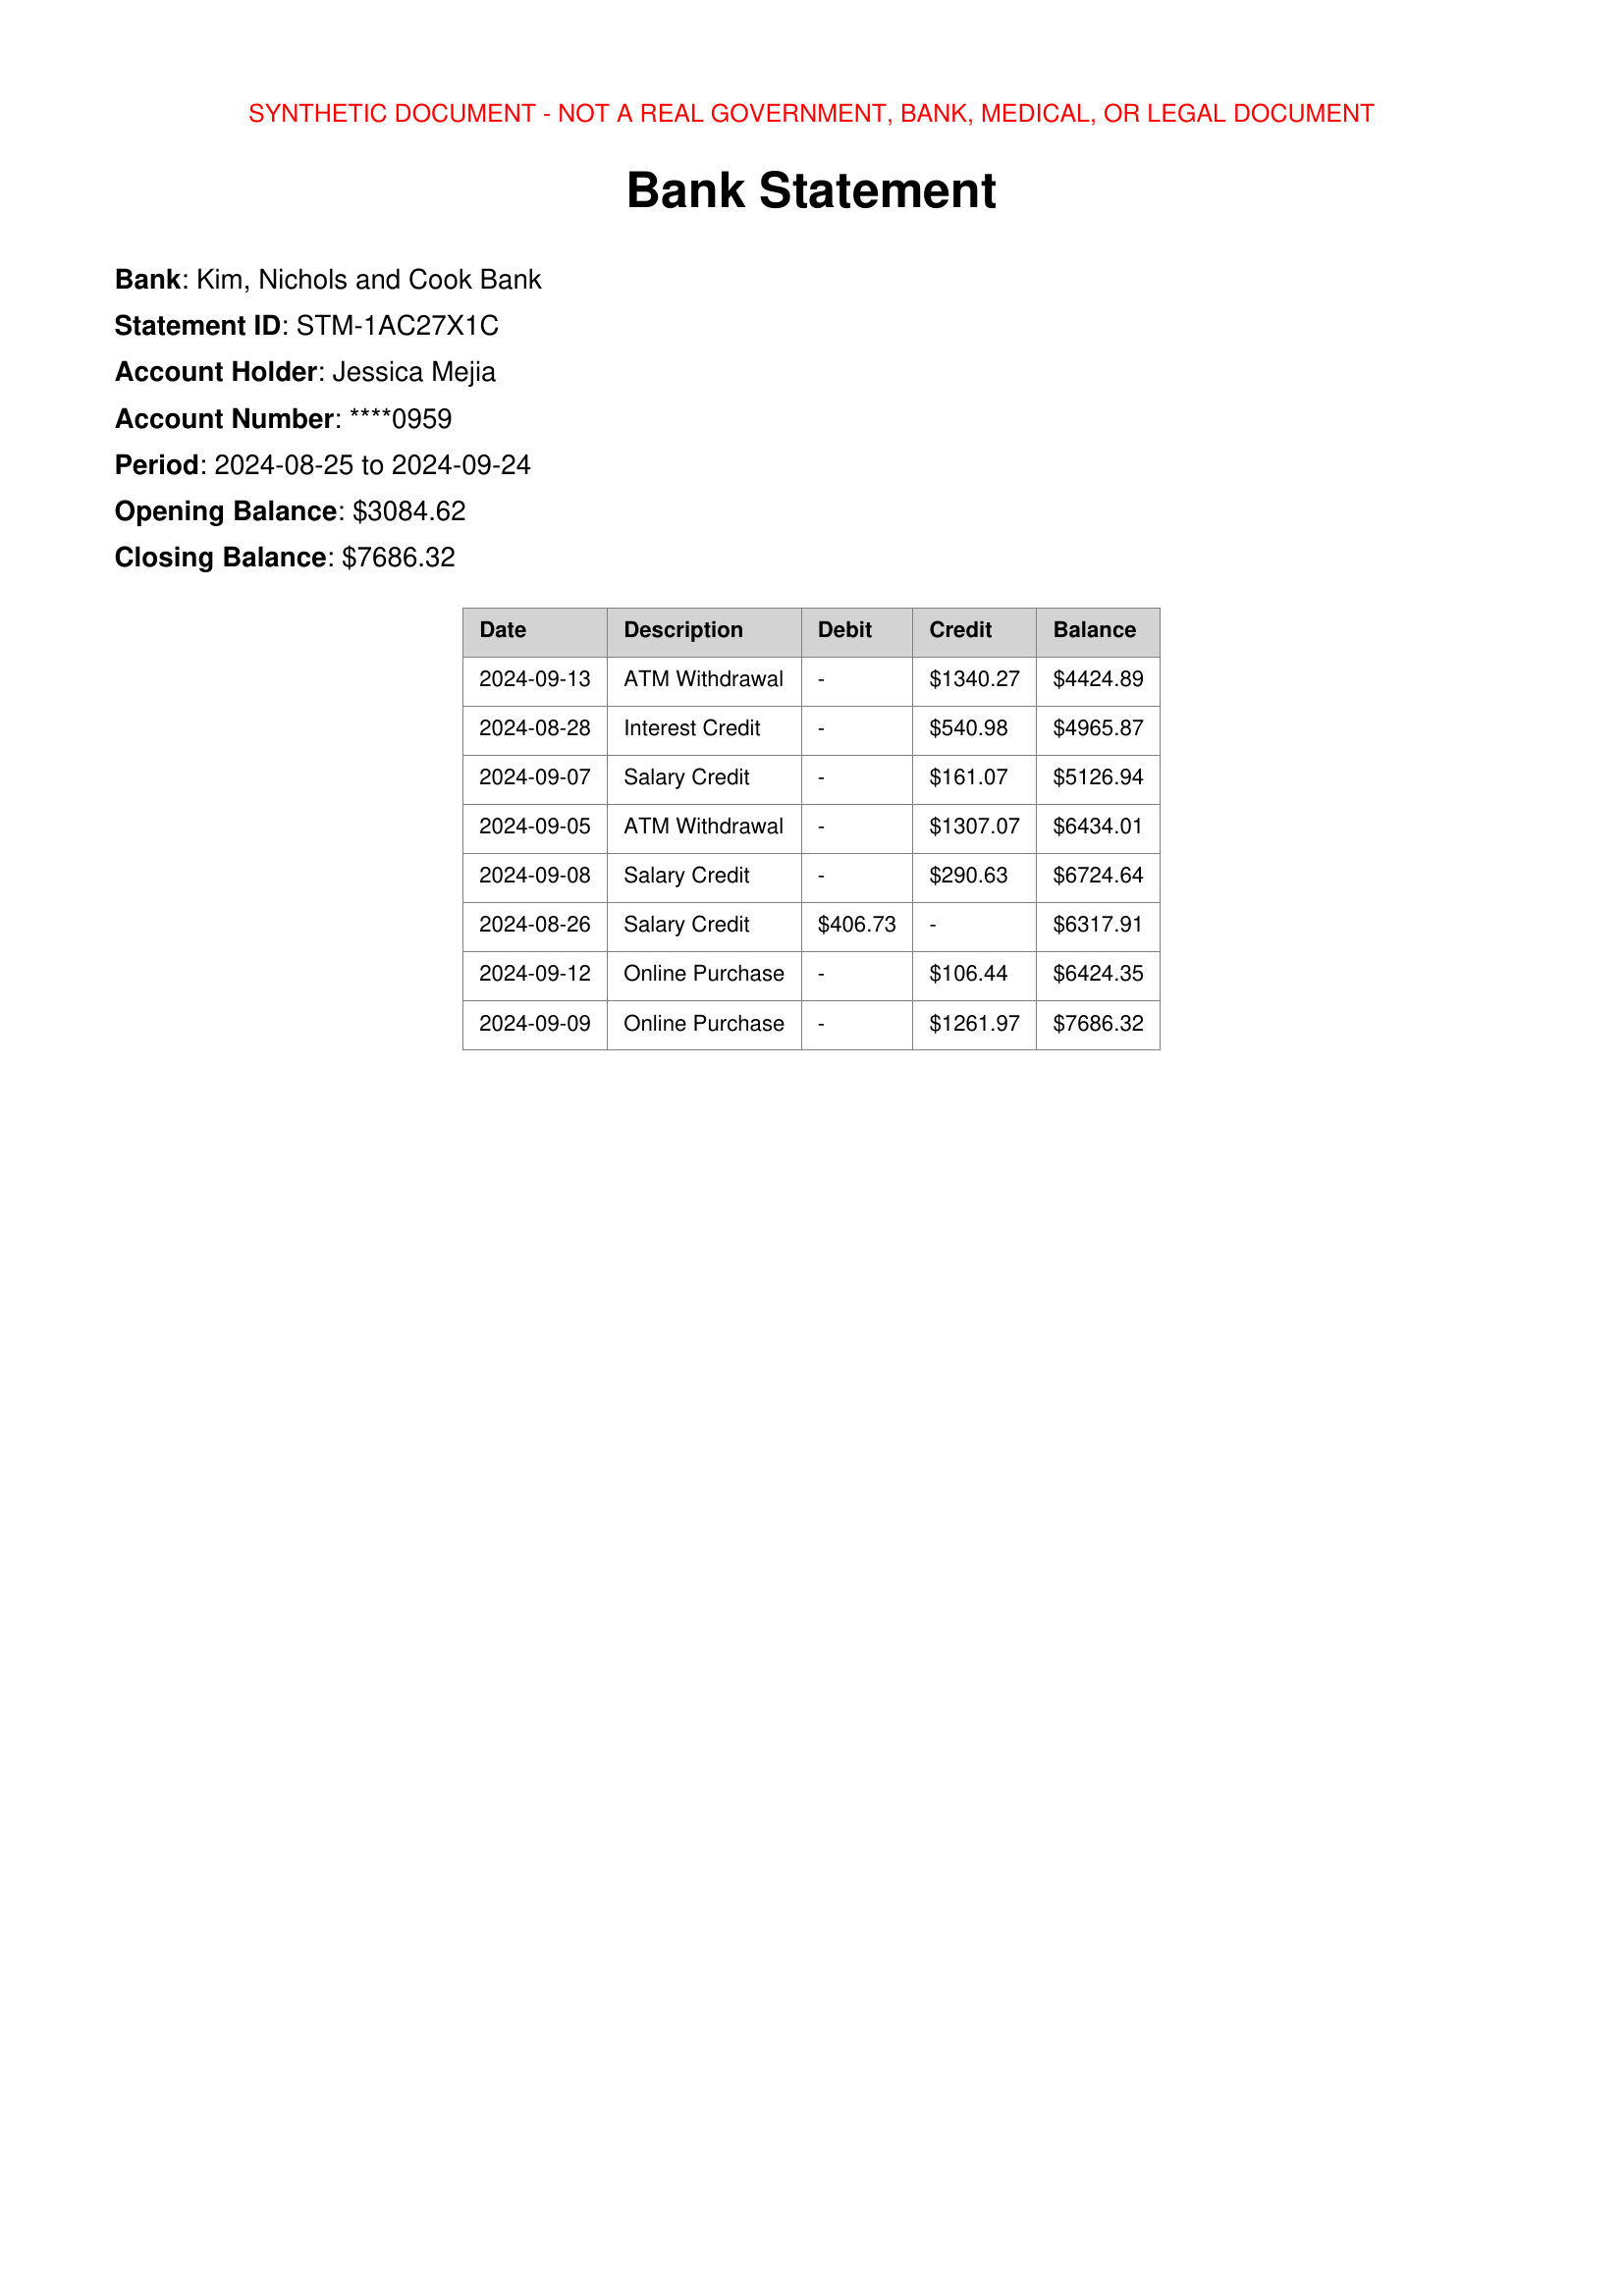 SYNTHETIC DOCUMENT - NOT A REAL GOVERNMENT, BANK, MEDICAL, OR LEGAL DOCUMENT
Bank Statement
Bank: Kim, Nichols and Cook Bank
Statement ID: STM-1AC27X1C
Account Holder: Jessica Mejia
Account Number: ****0959
Period: 2024-08-25 to 2024-09-24
Opening Balance: $3084.62
Closing Balance: $7686.32
Date Description Debit Credit Balance
2024-09-13 ATM Withdrawal - $1340.27 $4424.89
2024-08-28 Interest Credit - $540.98 $4965.87
2024-09-07 Salary Credit - $161.07 $5126.94
2024-09-05 ATM Withdrawal - $1307.07 $6434.01
2024-09-08 Salary Credit - $290.63 $6724.64
2024-08-26 Salary Credit $406.73 - $6317.91
2024-09-12 Online Purchase - $106.44 $6424.35
2024-09-09 Online Purchase - $1261.97 $7686.32